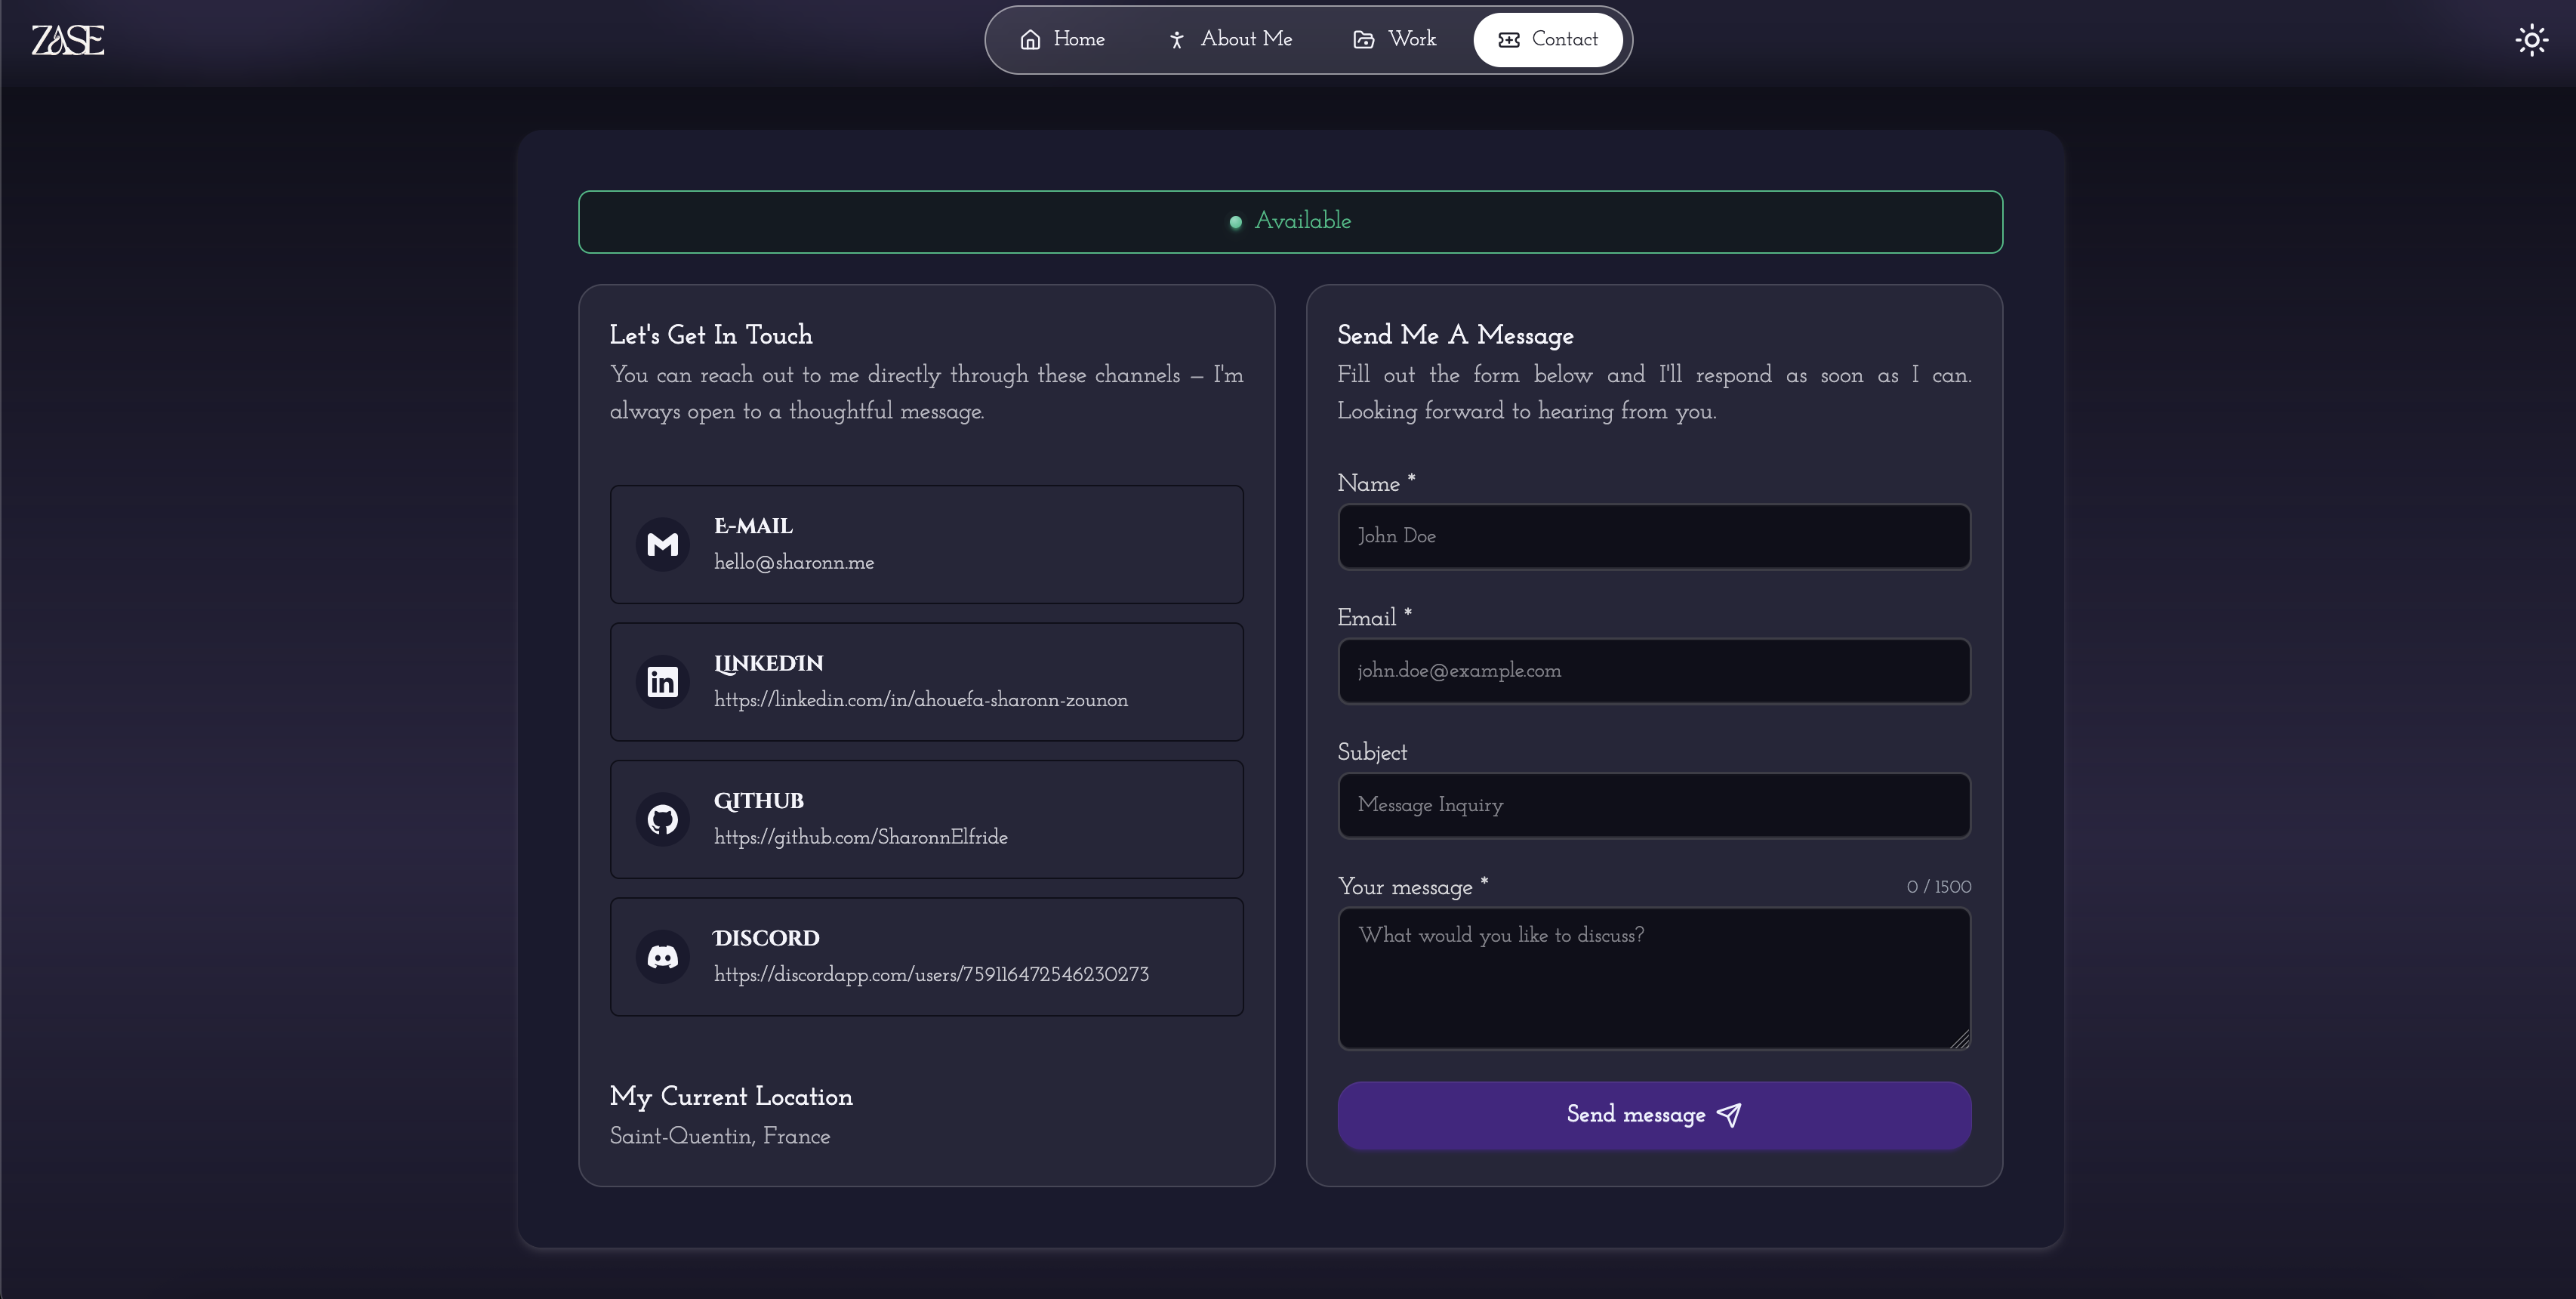 ZASE
Home
About Me
Work
Contact
Available
Let's Get In Touch
You can reach out to me directly through these channels – I'm
always open to a thoughtful message.
E-mail
hello@sharonn.me
LinkedIn
https://linkedin.com/in/ahouefa-sharonn-zounon
GitHub
https://github.com/SharonnElfride
Discord
https://discordapp.com/users/759116472546230273
My Current Location
Saint-Quentin, France
Send Me A Message
Fill out the form below and I'll respond as soon as I can.
Looking forward to hearing from you.
Name *
John Doe
Email *
john.doe@example.com
Subject
Message Inquiry
Your message *
0 / 1500
What would you like to discuss?
Send message